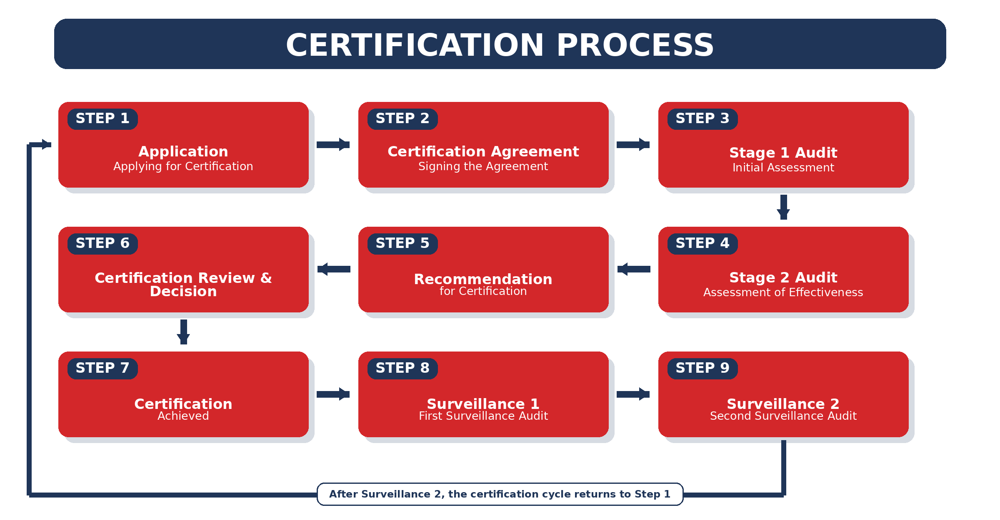 CERTIFICATION PROCESS
STEP 1
Application
Applying for Certification
STEP 2
Certification Agreement
Signing the Agreement
STEP 3
Stage 1 Audit
Initial Assessment
STEP 4
Stage 2 Audit
Assessment of Effectiveness
STEP 5
Recommendation
for Certification
STEP 6
Certification Review &
Decision
STEP 7
Certification
Achieved
STEP 8
Surveillance 1
First Surveillance Audit
STEP 9
Surveillance 2
Second Surveillance Audit
After Surveillance 2, the certification cycle returns to Step 1